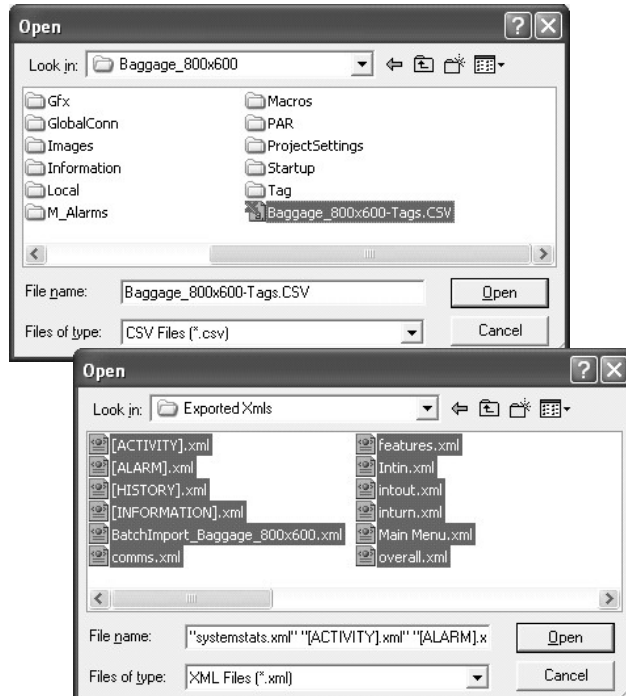 Open
Look in: Baggage_800x600
Gfx Macros
GlobalConn PAR
Images ProjectSettings
Information Startup
Local Tag
M_Alarms Baggage_800x600-Tags.CSV
File name: Baggage_800x600-Tags.CSV Open
Files of type: CSV Files (*.csv) Cancel
Open
Look in: Exported Xmls
[ACTIVITY].xml features.xml
[ALARM].xml Intin.xml
[HISTORY].xml intout.xml
[INFORMATION].xml inturn.xml
BatchImport_Baggage_800x600.xml Main Menu.xml
comms.xml overall.xml
File name: "systemstats.xml" "[ACTIVITY].xml" "[ALARM].x Open
Files of type: XML Files (*.xml) Cancel